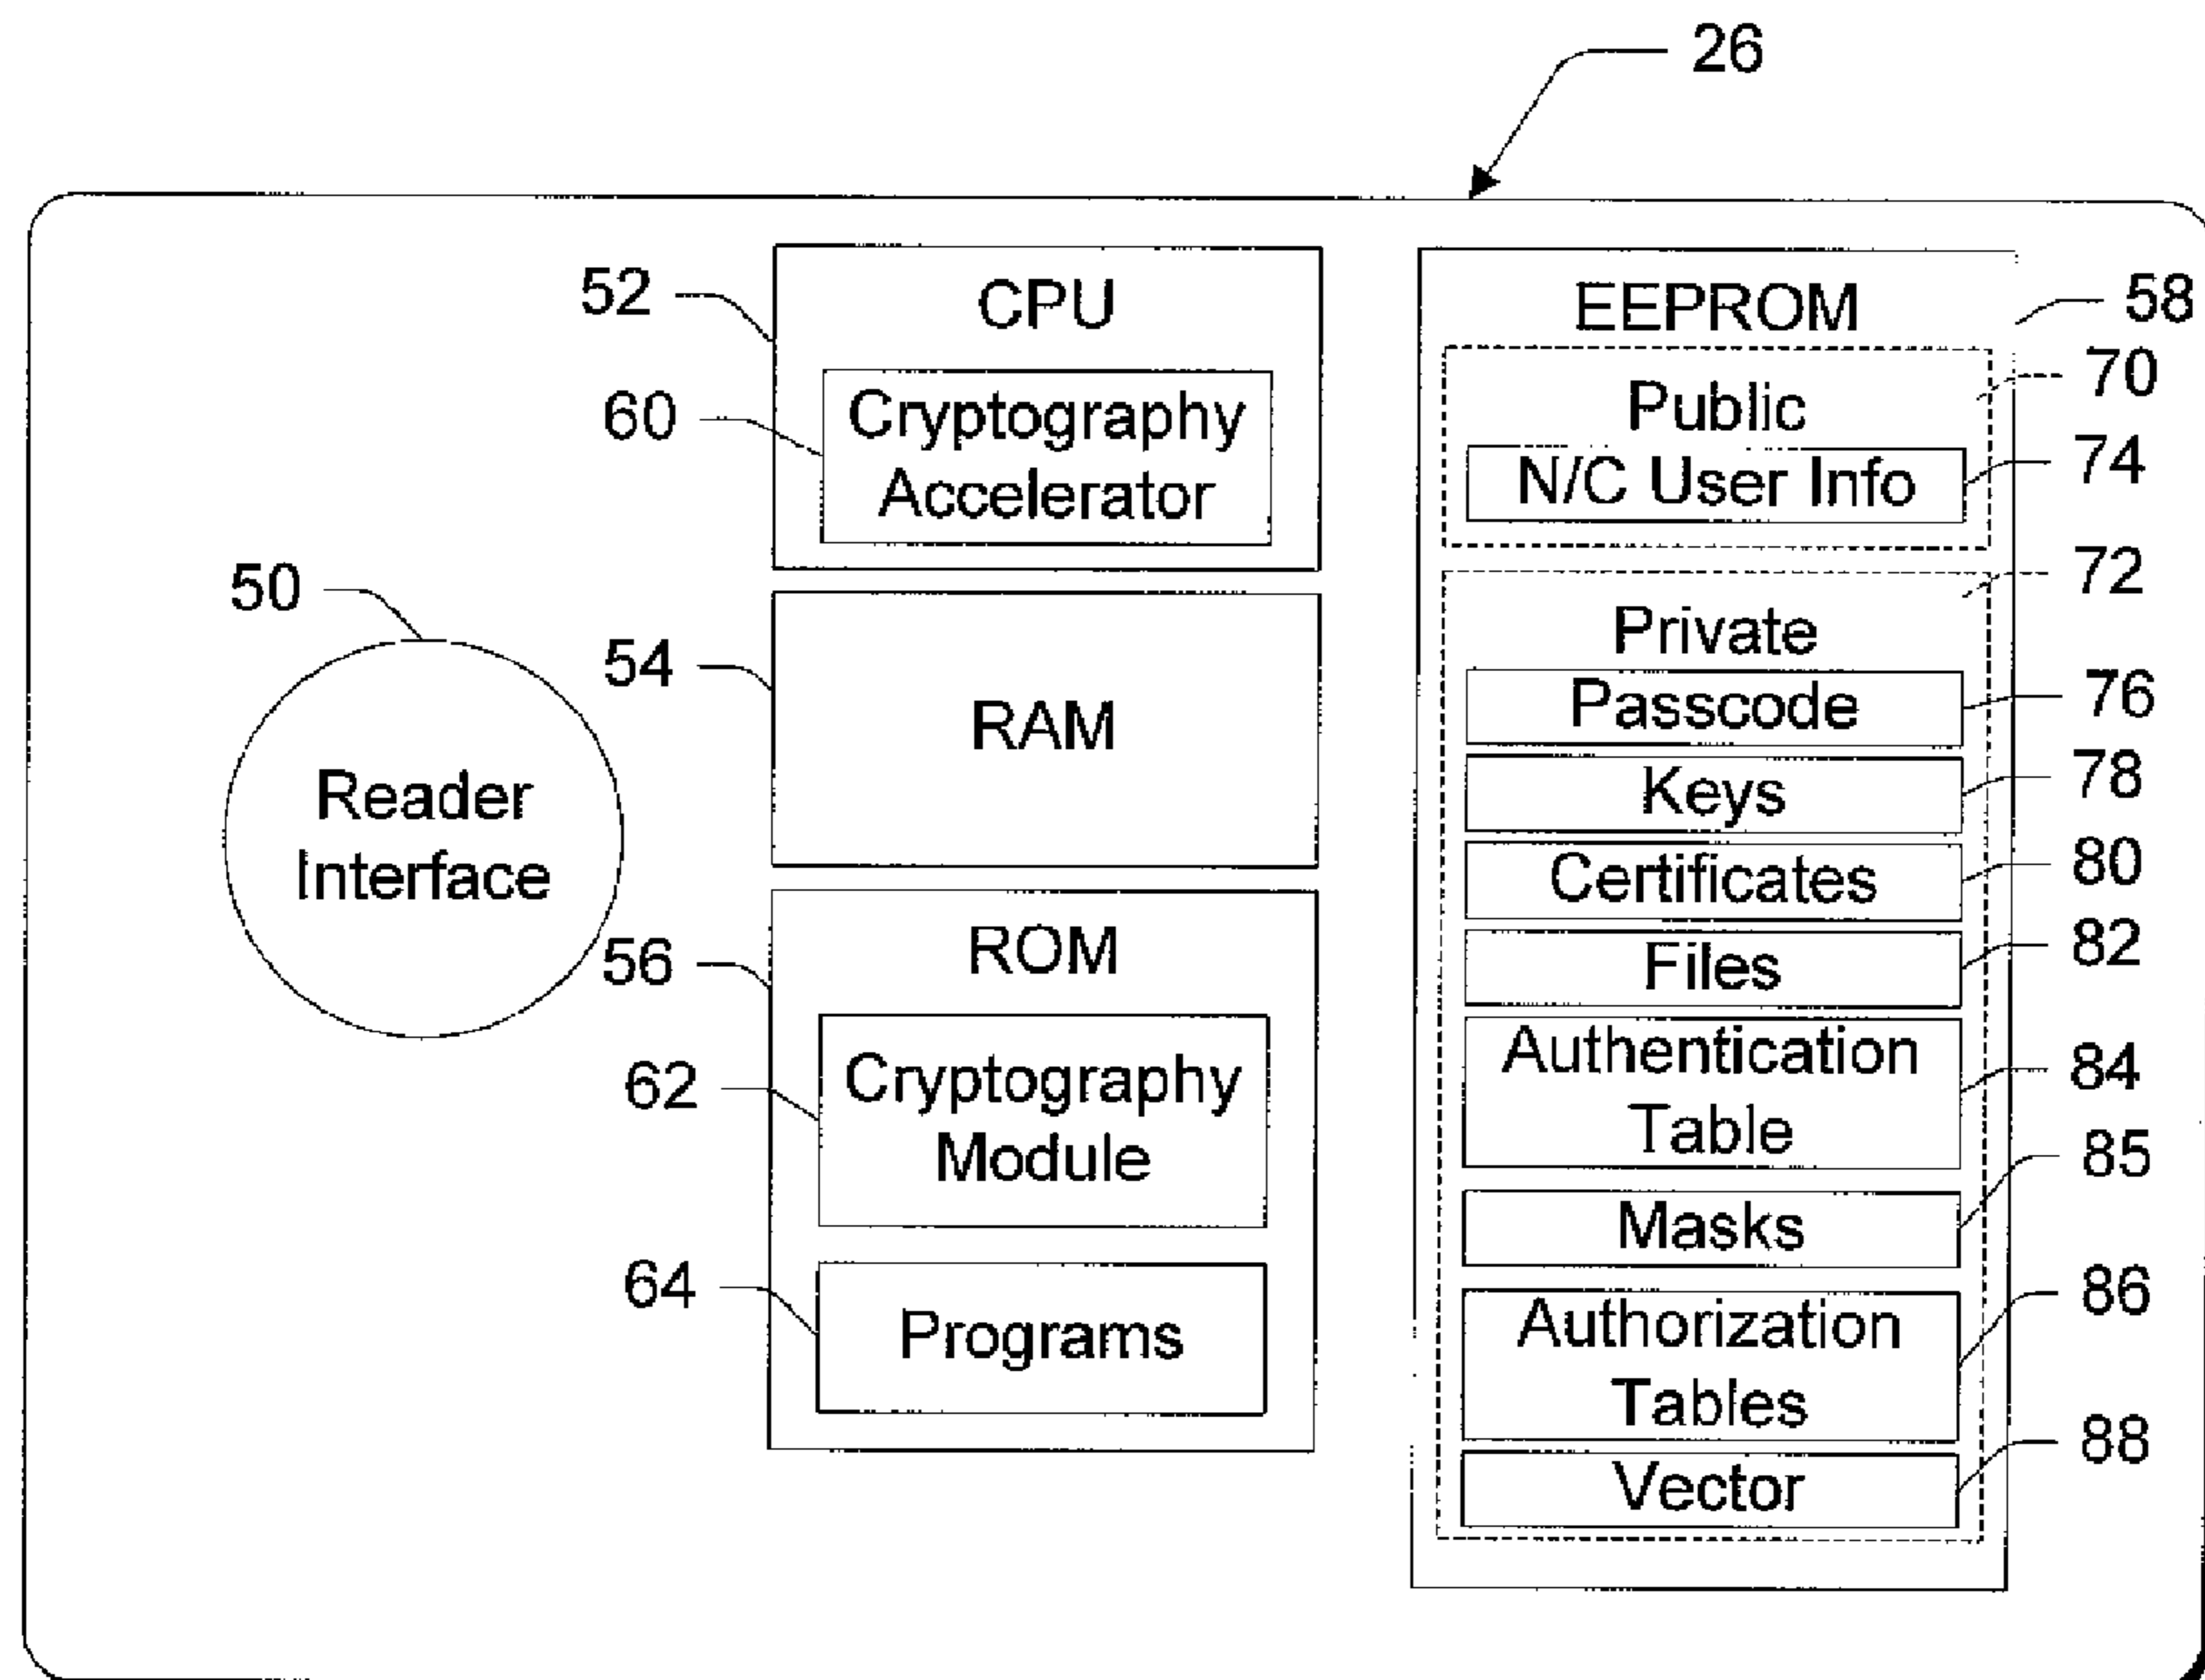 26
52
CPU
60
Cryptography
Accelerator
50
Reader
Interface
54
RAM
56
ROM
62
Cryptography
Module
64
Programs
EEPROM
58
Public
70
N/C User Info
74
72
Private
Passcode
76
Keys
78
Certificates
80
Files
82
Authentication
Table
84
Masks
85
Authorization
Tables
86
Vector
88